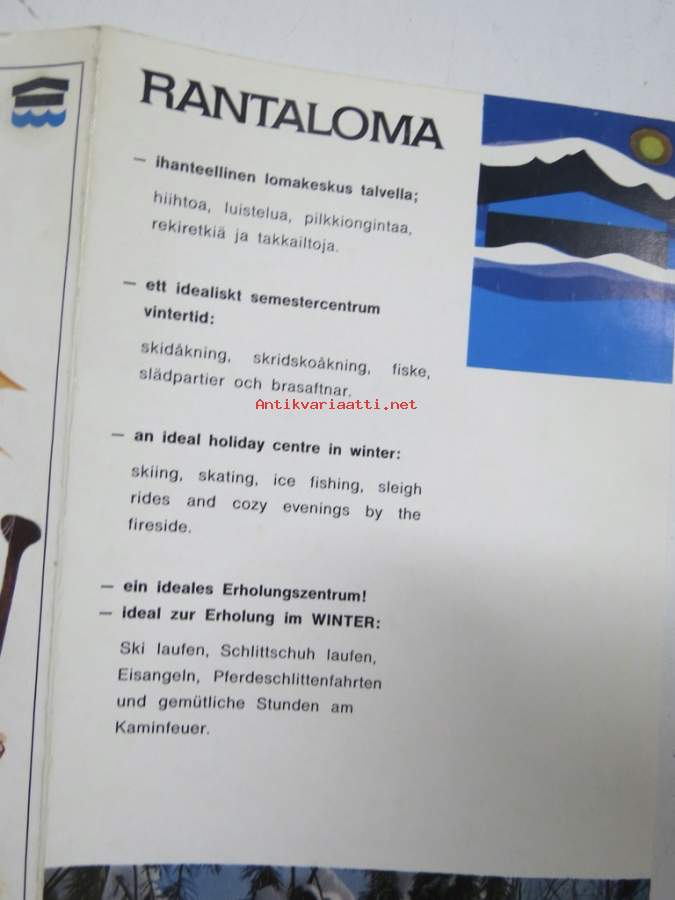 RANTALOMA
— ihanteellinen lomakeskus talvella;
hiihtoa, luistelua, pilkkiongintaa,
rekiretkiä ja takkailtoja.
— ett idealiskt semestercentrum
vintertid:
skidåkning, skridskoåkning, fiske,
slädpartier och brasaftnar.
Antikvariaatti.net
— an ideal holiday centre in winter:
skiing, skating, ice fishing, sleigh
rides and cozy evenings by the
fireside.
— ein ideales Erholungszentrum!
— ideal zur Erholung im WINTER:
Ski laufen, Schlittschuh laufen,
Eisangeln, Pferdeschlittenfahrten
und gemütliche Stunden am
Kaminfeuer.